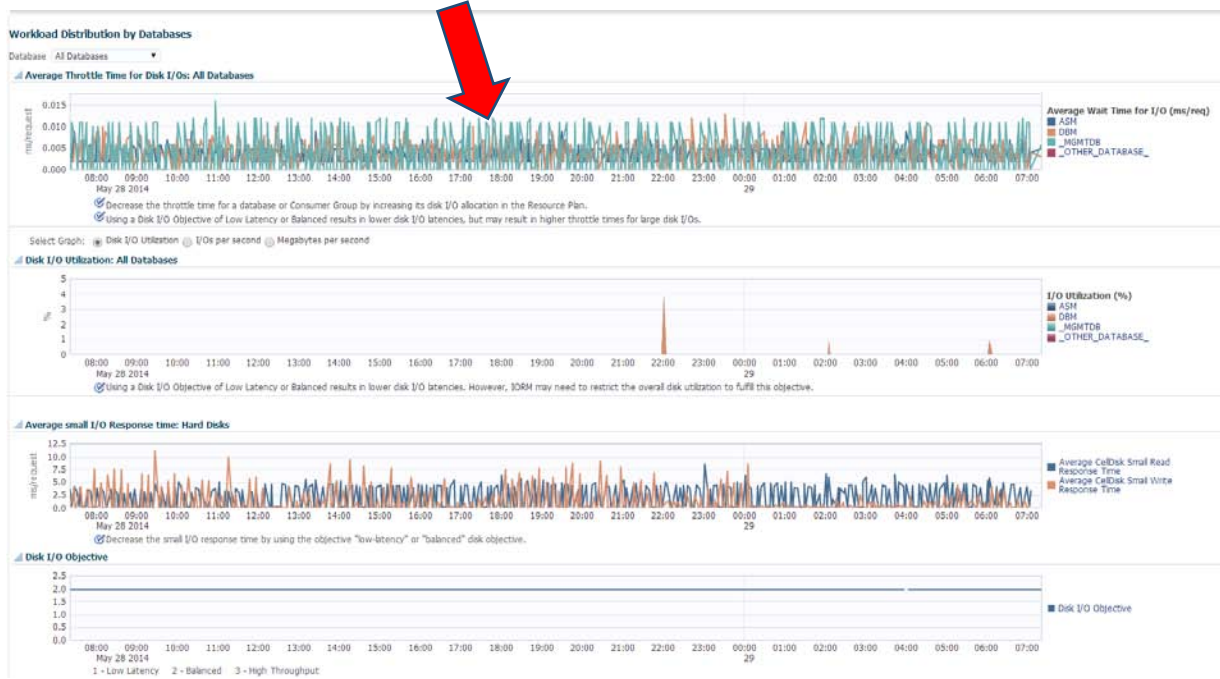 Workload Distribution by Databases
Database All Databases
Average Throttle Time for Disk I/Os: All Databases
0.015
0.010
0.005
0.000
ms/request
08:00 09:00 10:00 11:00 12:00 13:00 14:00 15:00 16:00 17:00 18:00 19:00 20:00 21:00 22:00 23:00 00:00 01:00 02:00 03:00 04:00 05:00 06:00 07:00
May 28 2014 29
Average Wait Time for I/O (ms/req)
ASM
DBM
_MGMTDB
_OTHER_DATABASE_
Decrease the throttle time for a database or Consumer Group by increasing its disk I/O allocation in the Resource Plan.
Using a Disk I/O Objective of Low Latency or Balanced results in lower disk I/O latencies, but may result in higher throttle times for large disk I/Os.
Select Graph: Disk I/O Utilization I/Os per second Megabytes per second
Disk I/O Utilization: All Databases
5
4
3
2
1
0
%
08:00 09:00 10:00 11:00 12:00 13:00 14:00 15:00 16:00 17:00 18:00 19:00 20:00 21:00 22:00 23:00 00:00 01:00 02:00 03:00 04:00 05:00 06:00 07:00
May 28 2014 29
I/O Utilization (%)
ASM
DBM
_MGMTDB
_OTHER_DATABASE_
Using a Disk I/O Objective of Low Latency or Balanced results in lower disk I/O latencies. However, IORM may need to restrict the overall disk utilization to fulfill this objective.
Average small I/O Response time: Hard Disks
12.5
10.0
7.5
5.0
2.5
0.0
ms/request
08:00 09:00 10:00 11:00 12:00 13:00 14:00 15:00 16:00 17:00 18:00 19:00 20:00 21:00 22:00 23:00 00:00 01:00 02:00 03:00 04:00 05:00 06:00 07:00
May 28 2014 29
Average CellDisk Small Read
Response Time
Average CellDisk Small Write
Response Time
Decrease the small I/O response time by using the objective "low-latency" or "balanced" disk objective.
Disk I/O Objective
2.5
2.0
1.5
1.0
0.5
0.0
08:00 09:00 10:00 11:00 12:00 13:00 14:00 15:00 16:00 17:00 18:00 19:00 20:00 21:00 22:00 23:00 00:00 01:00 02:00 03:00 04:00 05:00 06:00 07:00
May 28 2014 29
Disk I/O Objective
1 - Low Latency 2 - Balanced 3 - High Throughput